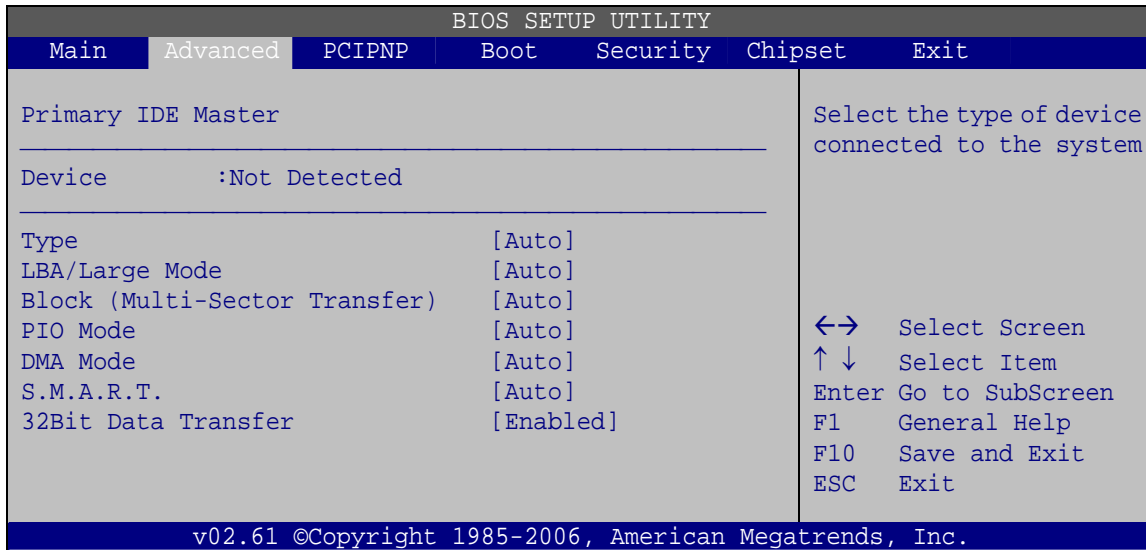 BIOS SETUP UTILITY
Main Advanced PCIPNP Boot Security Chipset Exit
Primary IDE Master
Device :Not Detected
Type [Auto]
LBA/Large Mode [Auto]
Block (Multi-Sector Transfer) [Auto]
PIO Mode [Auto]
DMA Mode [Auto]
S.M.A.R.T. [Auto]
32Bit Data Transfer [Enabled]
Select the type of device
connected to the system
←→ Select Screen
↑ ↓ Select Item
Enter Go to SubScreen
F1 General Help
F10 Save and Exit
ESC Exit
v02.61 ©Copyright 1985-2006, American Megatrends, Inc.